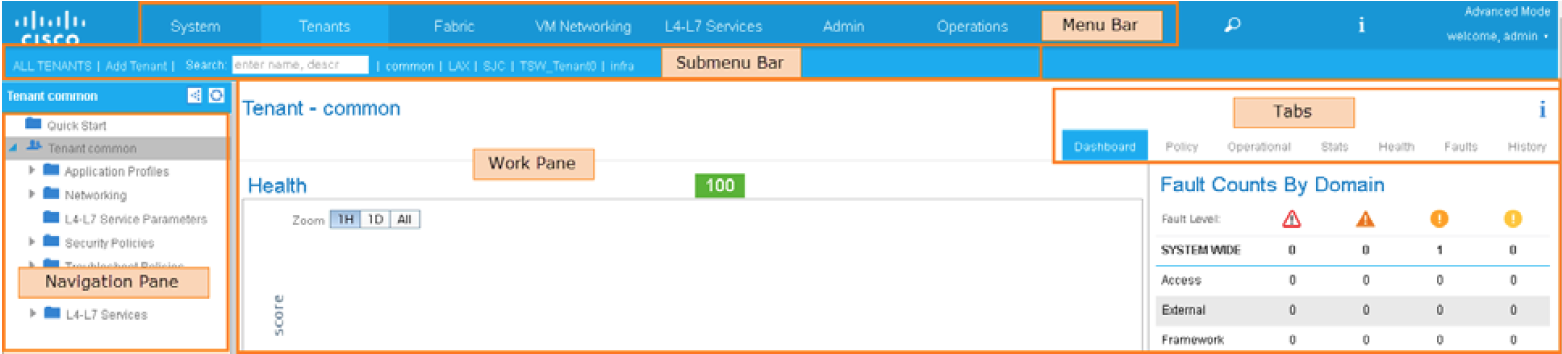 CISCO
System Tenants Fabric VM Networking L4-L7 Services Admin Operations Menu Bar i Advanced Mode
welcome, admin
ALL TENANTS | Add Tenant | Search: enter name, descr | common | LAX | SJC | TSW_Tenant0 | infra Submenu Bar
Tenant common
Quick Start
Tenant common
Application Profiles
Networking
L4-L7 Service Parameters
Security Policies
Troubleshoot Policies
Navigation Pane
L4-L7 Services
Tenant - common
Work Pane
Tabs i
Dashboard Policy Operational Stats Health Faults History
Health 100
Zoom 1H 1D All
score
Fault Counts By Domain
Fault Level:
SYSTEM WIDE 0 0 1 0
Access 0 0 0 0
External 0 0 0 0
Framework 0 0 0 0